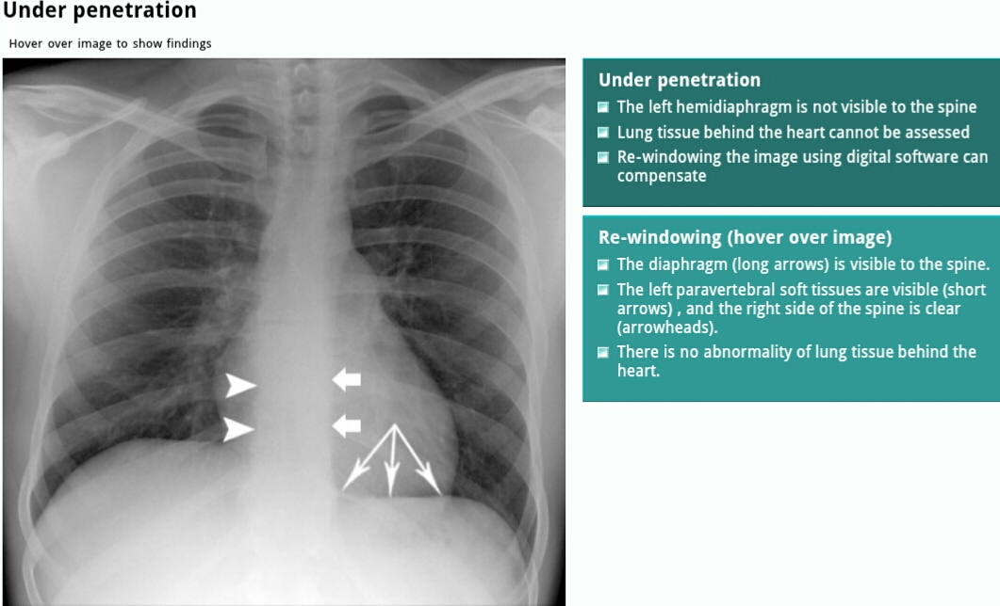 Under penetration
Hover over image to show findings
Under penetration
The left hemidiaphragm is not visible to the spine
Lung tissue behind the heart cannot be assessed
Re-windowing the image using digital software can
compensate
Re-windowing (hover over image)
The diaphragm (long arrows) is visible to the spine.
The left paravertebral soft tissues are visible (short
arrows) , and the right side of the spine is clear
(arrowheads).
There is no abnormality of lung tissue behind the
heart.